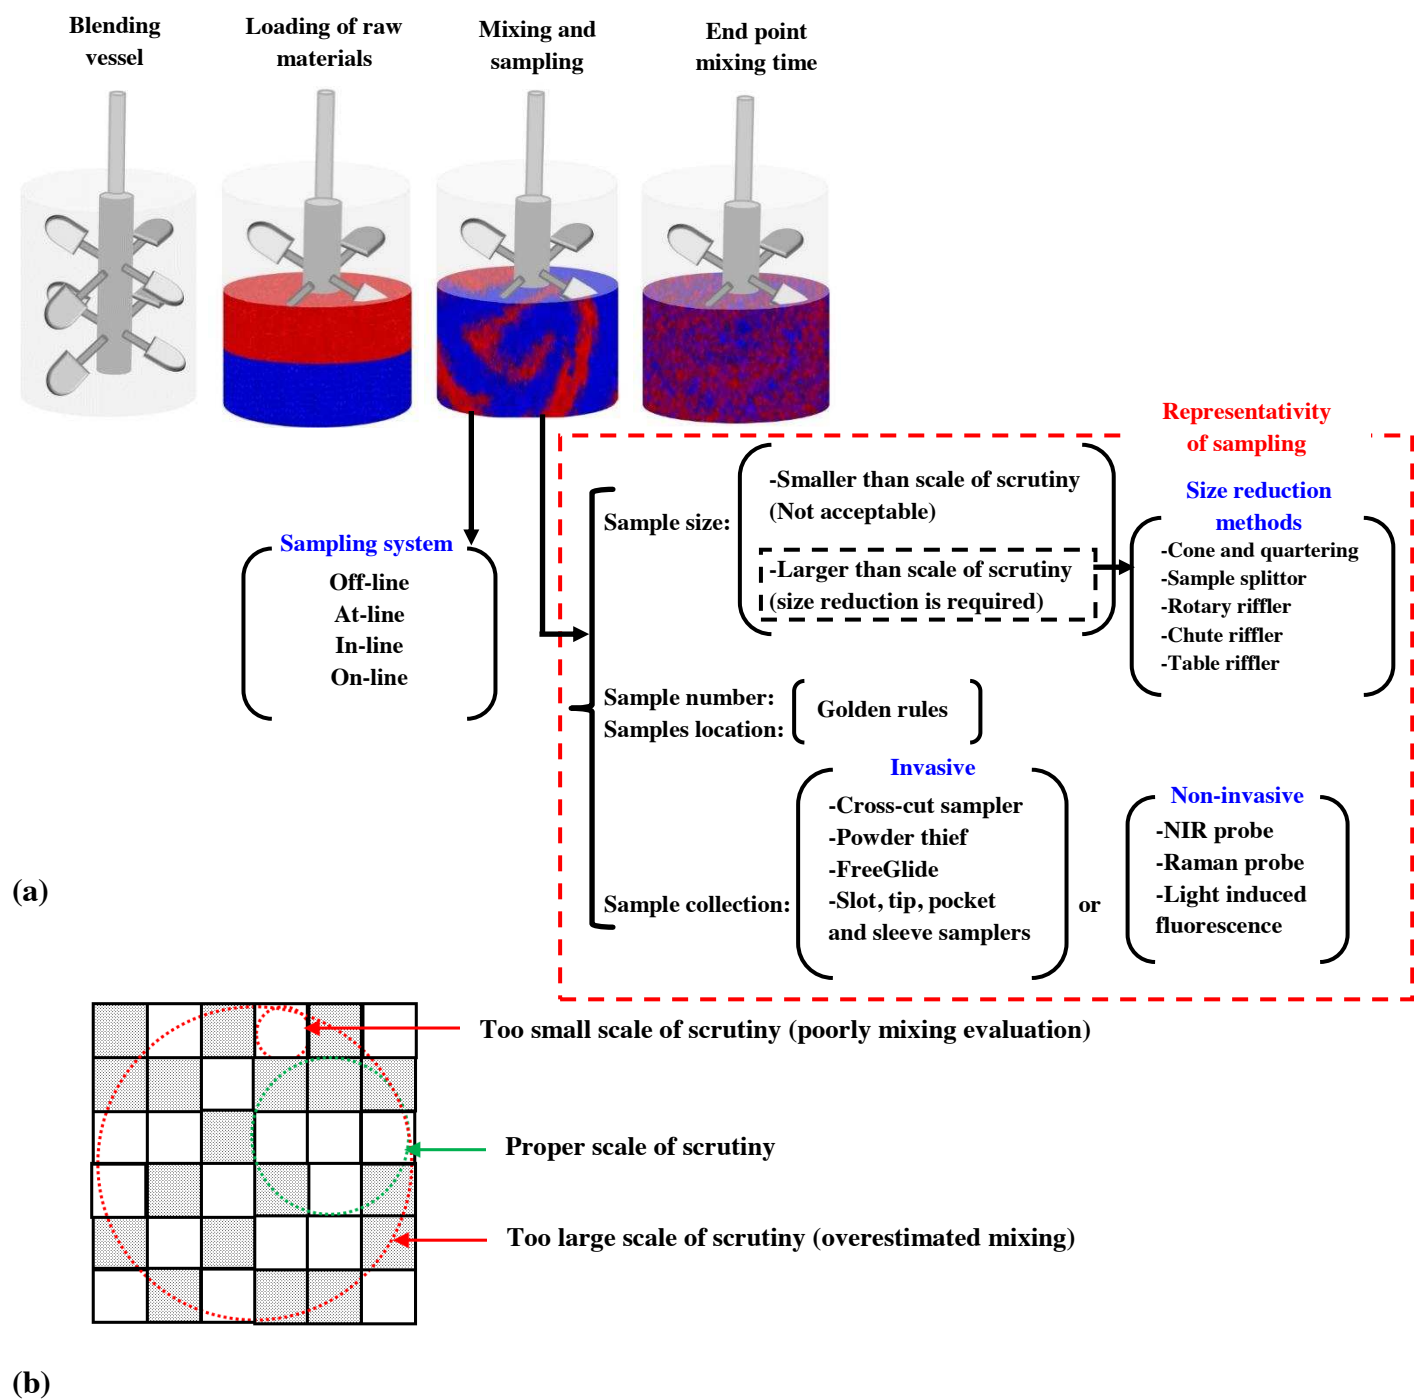 Blending
vessel
Loading of raw
materials
Mixing and
sampling
End point
mixing time
Representativity
of sampling
Sampling system
Off-line
At-line
In-line
On-line
Sample size:
-Smaller than scale of scrutiny
(Not acceptable)
-Larger than scale of scrutiny
(size reduction is required)
Size reduction
methods
-Cone and quartering
-Sample splittor
-Rotary riffler
-Chute riffler
-Table riffler
Sample number:
Samples location:
Golden rules
Sample collection:
Invasive
-Cross-cut sampler
-Powder thief
-FreeGlide
-Slot, tip, pocket
and sleeve samplers
or
Non-invasive
-NIR probe
-Raman probe
-Light induced
fluorescence
(a)
Too small scale of scrutiny (poorly mixing evaluation)
Proper scale of scrutiny
Too large scale of scrutiny (overestimated mixing)
(b)